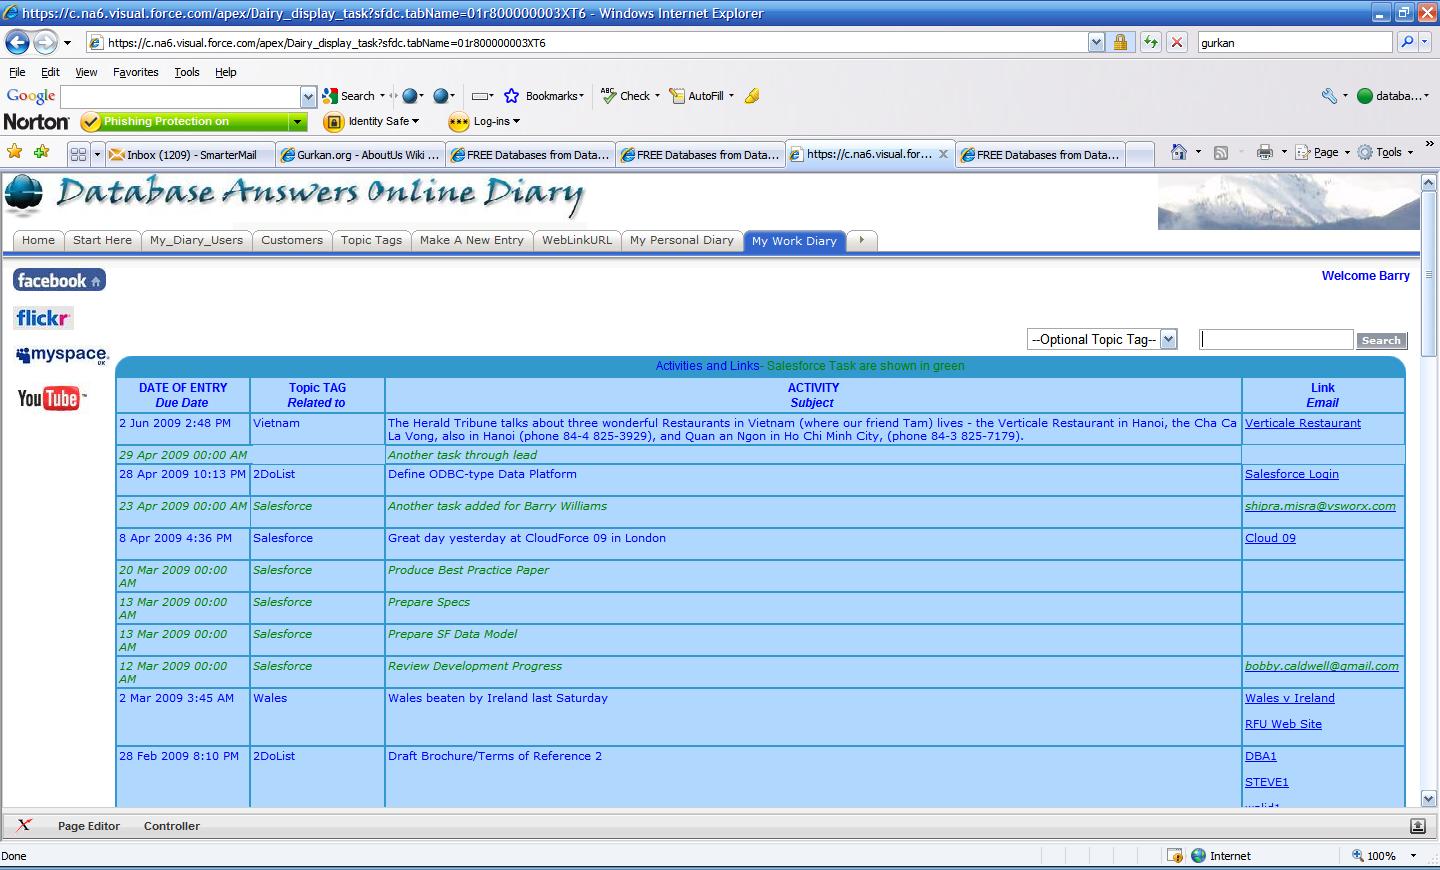 https://c.na6.visual.force.com/apex/Dairy_display_task?sfdc.tabName=01r800000003XT6 - Windows Internet Explorer
https://c.na6.visual.force.com/apex/Dairy_display_task?sfdc.tabName=01r800000003XT6 gurkan
File Edit View Favorites Tools Help
Google Search Bookmarks ABC Check AutoFill databa...
Norton Phishing Protection on Identity Safe Log-ins
Inbox (1209) - SmarterMail Gurkan.org - AboutUs Wiki ... FREE Databases from Data... FREE Databases from Data... https://c.na6.visual.for... X FREE Databases from Data... Page Tools »
Database Answers Online Diary
Home Start Here My_Diary_Users Customers Topic Tags Make A New Entry WebLinkURL My Personal Diary My Work Diary
facebook Welcome Barry
flickr
--Optional Topic Tag-- Search
myspace UK
YouTube™
Activities and Links- Salesforce Task are shown in green
DATE OF ENTRY Topic TAG ACTIVITY Link
Due Date Related to Subject Email
2 Jun 2009 2:48 PM Vietnam The Herald Tribune talks about three wonderful Restaurants in Vietnam (where our friend Tam) lives - the Verticale Restaurant in Hanoi, the Cha Ca Verticale Restaurant
La Vong, also in Hanoi (phone 84-4 825-3929), and Quan an Ngon in Ho Chi Minh City, (phone 84-3 825-7179).
29 Apr 2009 00:00 AM Another task through lead
28 Apr 2009 10:13 PM 2DoList Define ODBC-type Data Platform Salesforce Login
23 Apr 2009 00:00 AM Salesforce Another task added for Barry Williams shipra.misra@vsworx.com
8 Apr 2009 4:36 PM Salesforce Great day yesterday at CloudForce 09 in London Cloud 09
20 Mar 2009 00:00 Salesforce Produce Best Practice Paper
AM
13 Mar 2009 00:00 Salesforce Prepare Specs
AM
13 Mar 2009 00:00 Salesforce Prepare SF Data Model
AM
12 Mar 2009 00:00 Salesforce Review Development Progress bobby.caldwell@gmail.com
AM
2 Mar 2009 3:45 AM Wales Wales beaten by Ireland last Saturday Wales v Ireland
RFU Web Site
28 Feb 2009 8:10 PM 2DoList Draft Brochure/Terms of Reference 2 DBA1
STEVE1
Page Editor Controller
Done Internet 100%